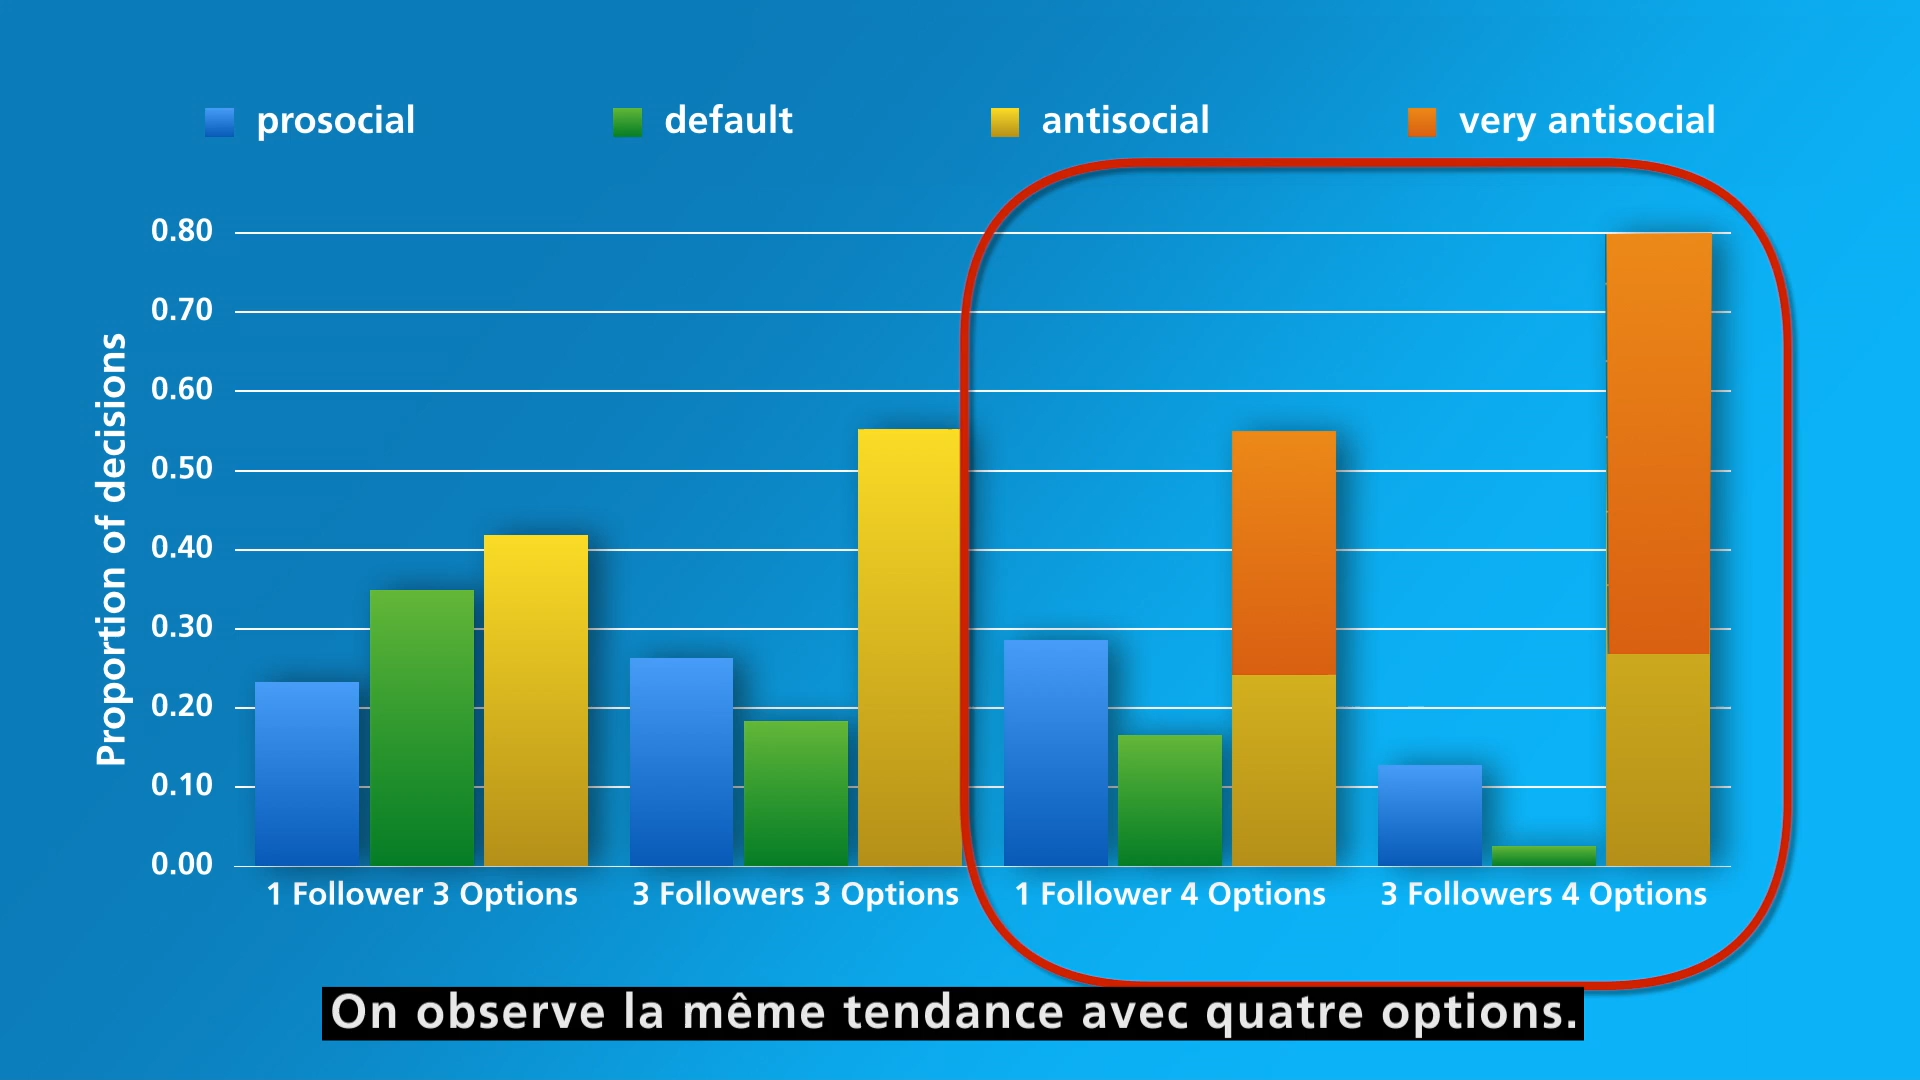 prosocial
default
antisocial
very antisocial
0.80
0.70
0.60
0.50
0.40
0.30
0.20
0.10
0.00
Proportion of decisions
1 Follower 3 Options
3 Followers 3 Options
1 Follower 4 Options
3 Followers 4 Options
On observe la même tendance avec quatre options.